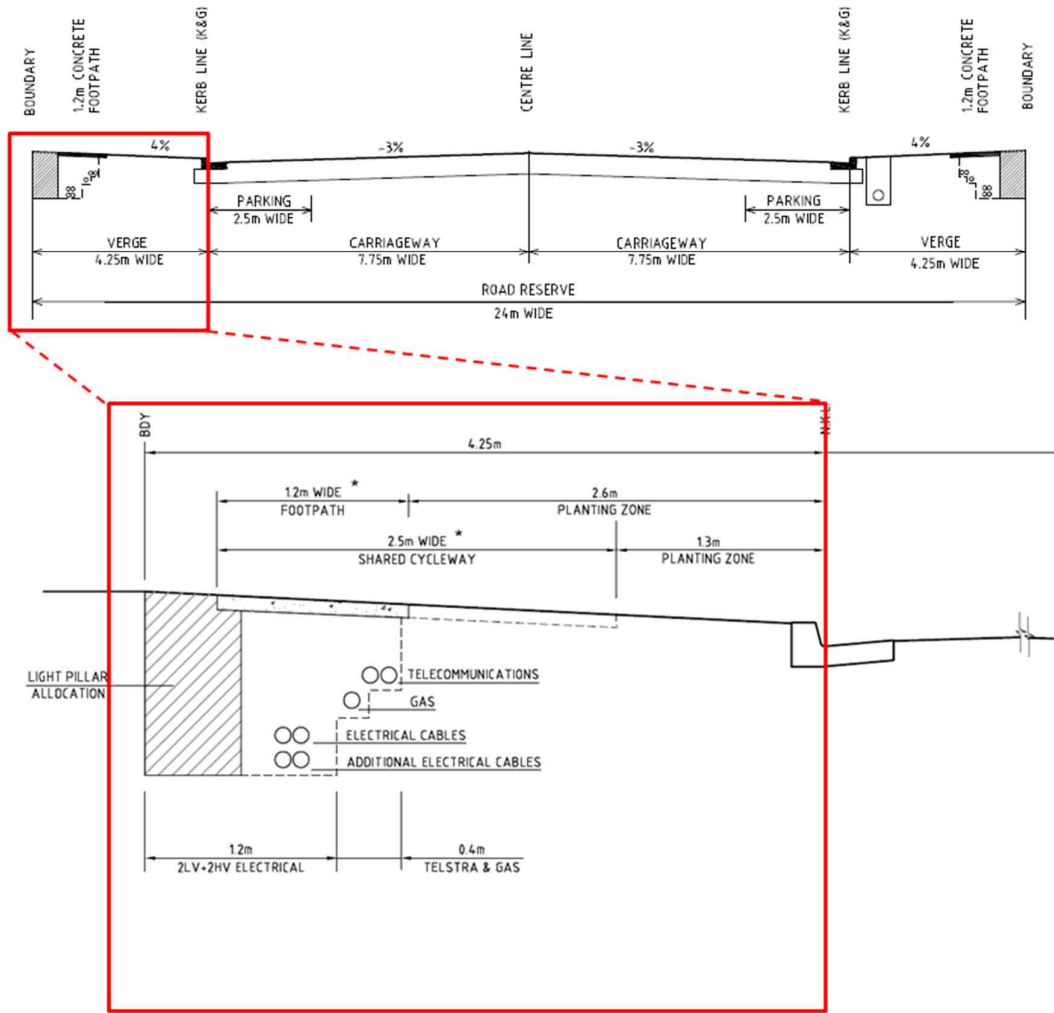 BOUNDARY
1.2m CONCRETE
FOOTPATH
KERB LINE (K&G)
CENTRE LINE
KERB LINE (K&G)
1.2m CONCRETE
FOOTPATH
BOUNDARY
4%
-3%
-3%
4%
PARKING
2.5m WIDE
PARKING
2.5m WIDE
VERGE
4.25m WIDE
CARRIAGEWAY
7.75m WIDE
CARRIAGEWAY
7.75m WIDE
VERGE
4.25m WIDE
ROAD RESERVE
24m WIDE
BDY
4.25m
1.2m WIDE *
FOOTPATH
2.6m
PLANTING ZONE
2.5m WIDE *
SHARED CYCLEWAY
1.3m
PLANTING ZONE
LIGHT PILLAR
ALLOCATION
TELECOMMUNICATIONS
GAS
ELECTRICAL CABLES
ADDITIONAL ELECTRICAL CABLES
1.2m
2LV+2HV ELECTRICAL
0.4m
TELSTRA & GAS